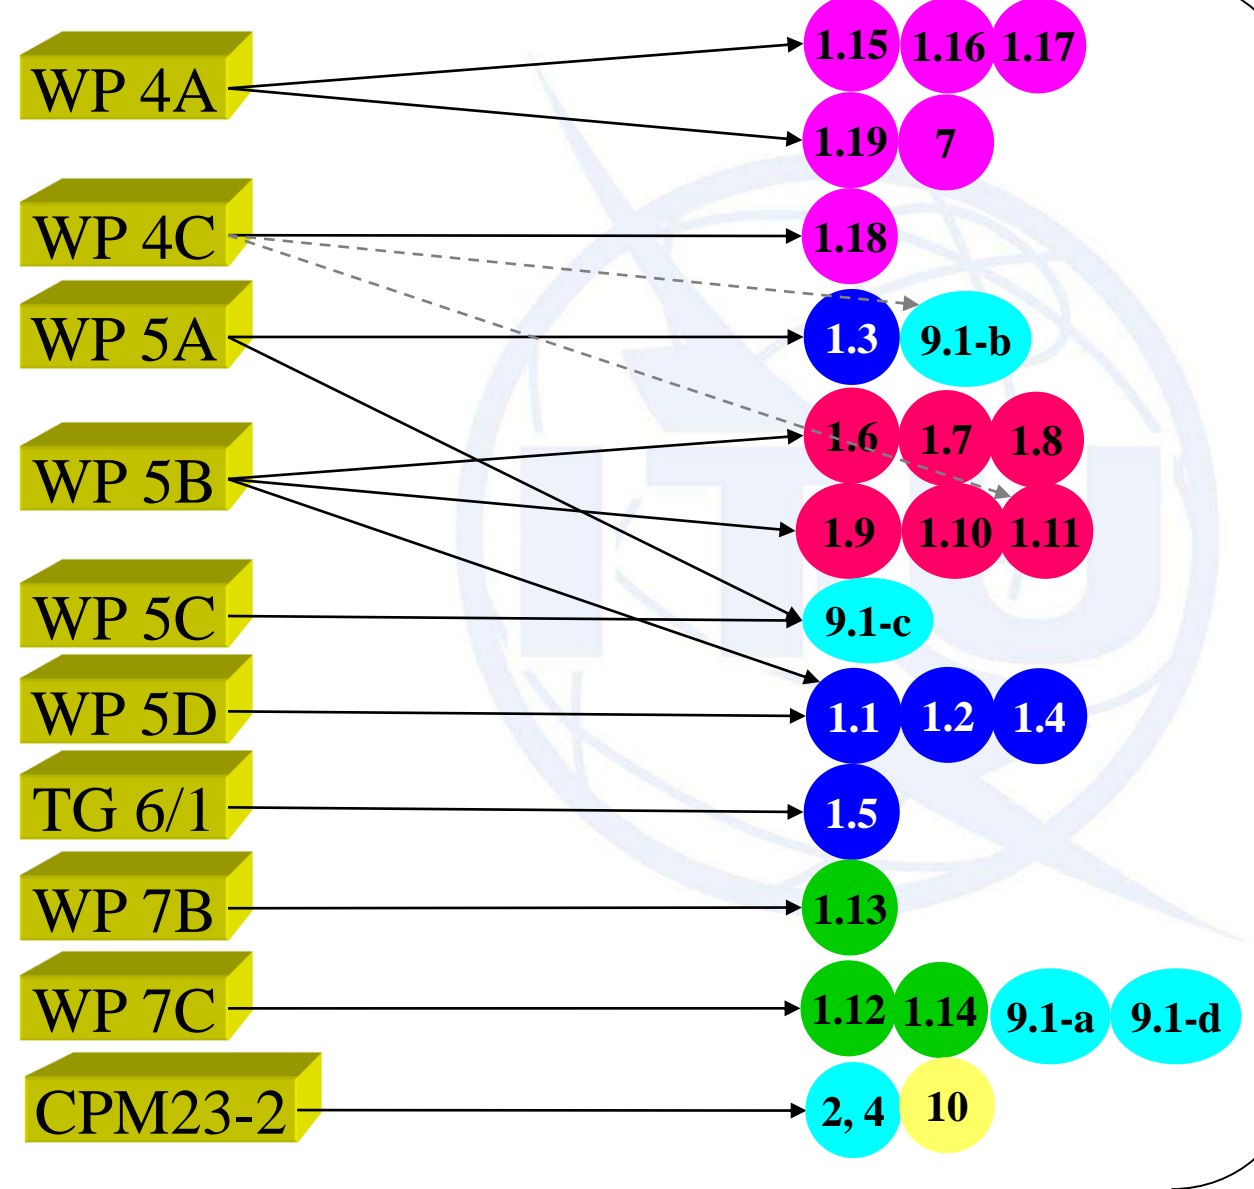 WP 4A
1.15 1.16 1.17
1.19 7
WP 4C
1.18
WP 5A
1.3 9.1-b
WP 5B
1.6 1.7 1.8
1.9 1.10 1.11
WP 5C
9.1-c
WP 5D
1.1 1.2 1.4
TG 6/1
1.5
WP 7B
1.13
WP 7C
1.12 1.14 9.1-a 9.1-d
CPM23-2
2, 4 10
ITU